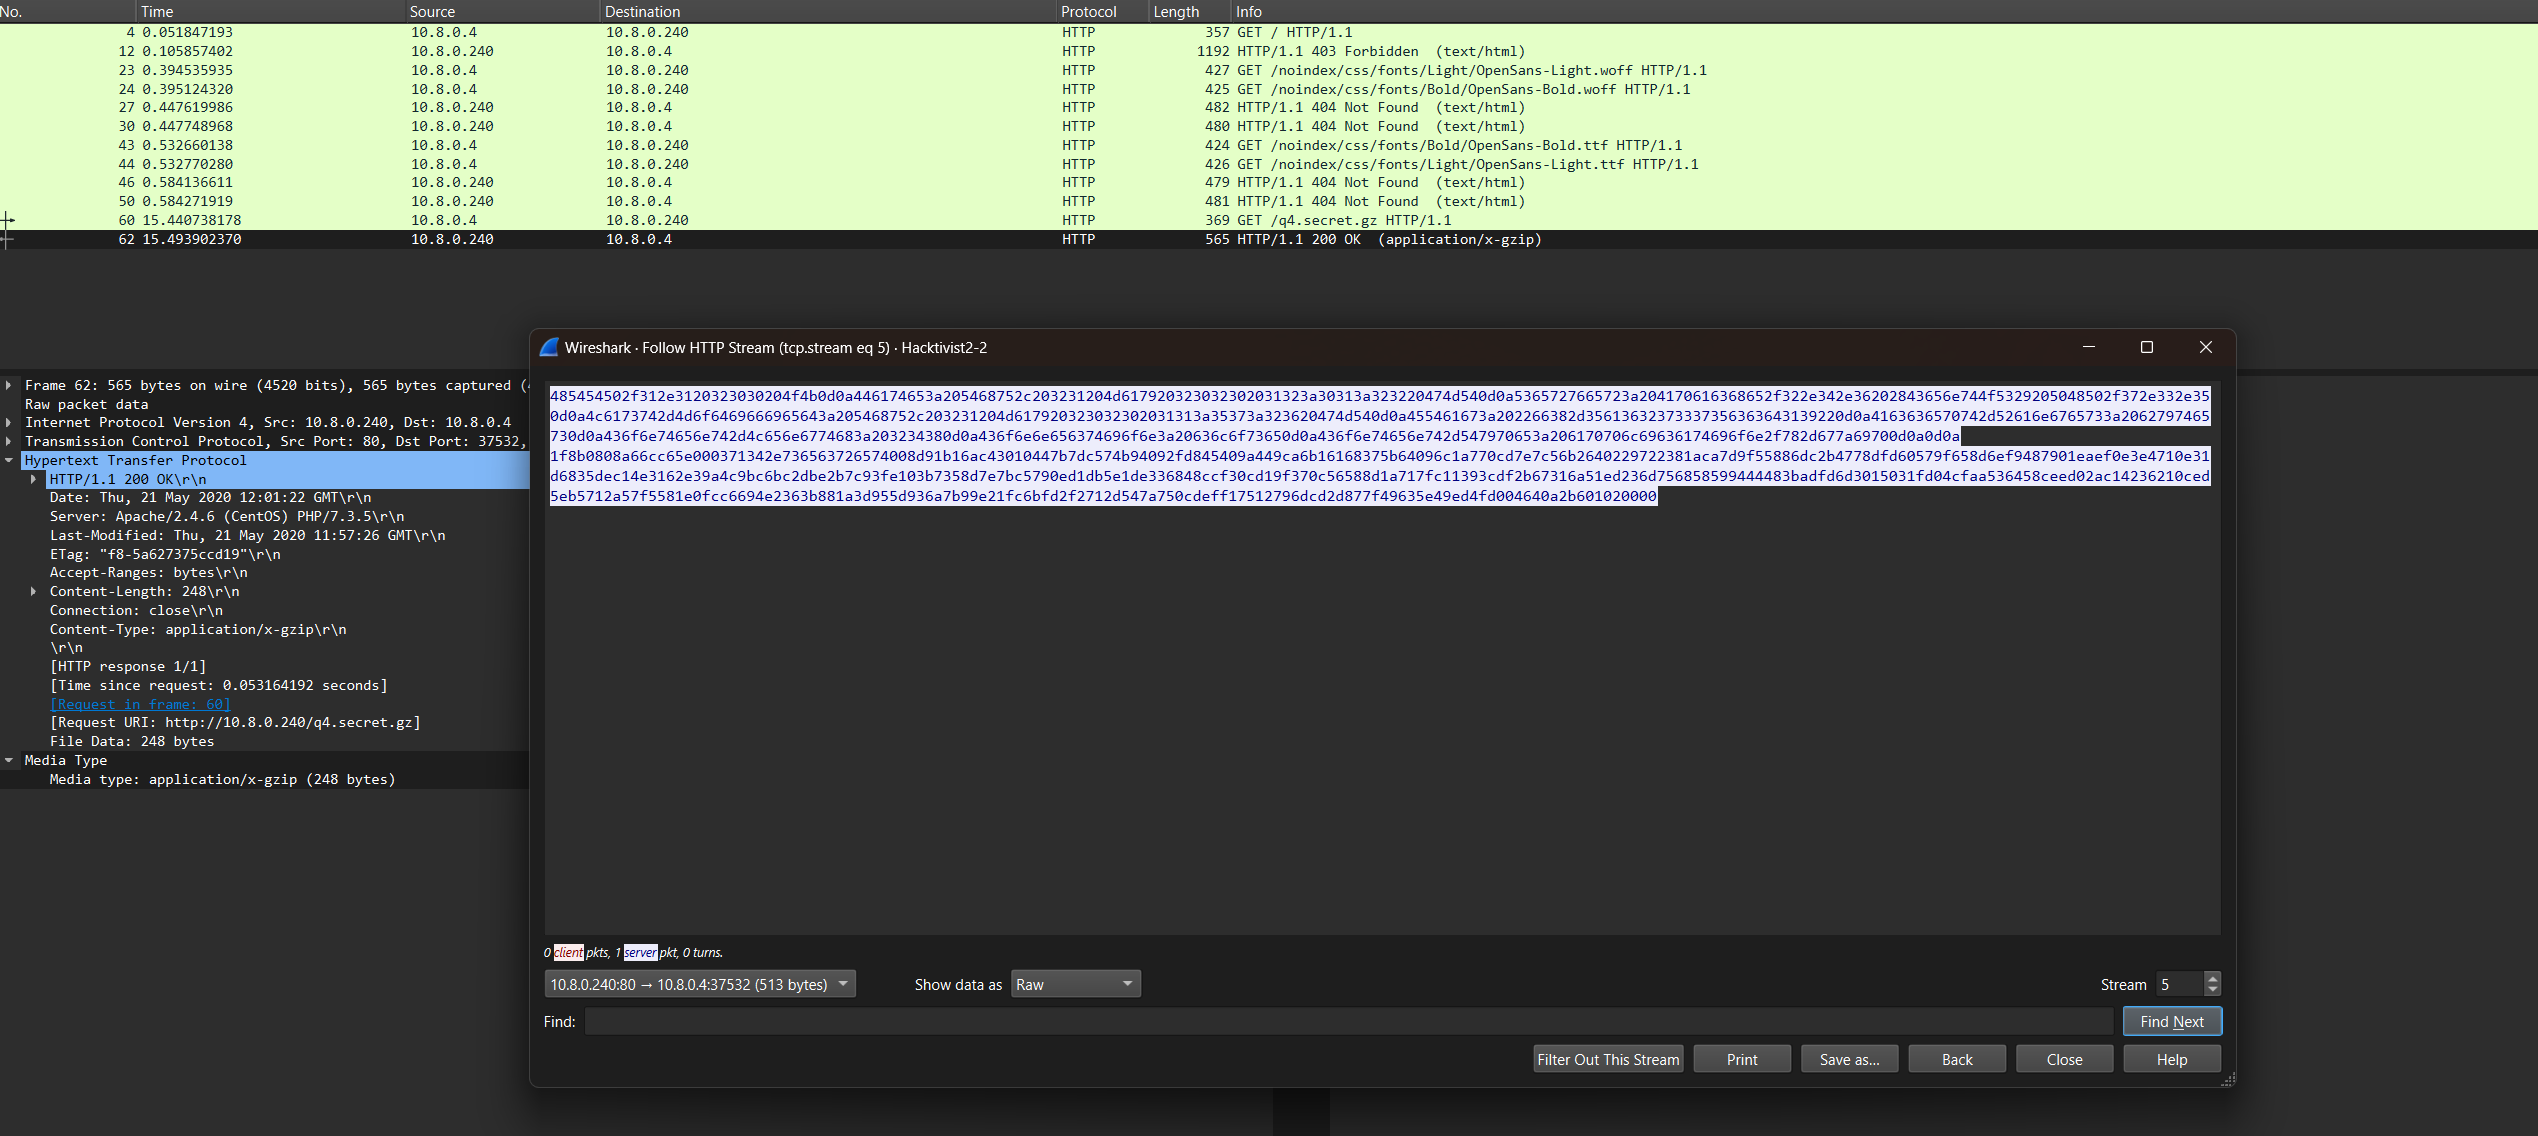 No. Time Source Destination Protocol Length Info
4 0.051847193 10.8.0.4 10.8.0.240 HTTP 357 GET / HTTP/1.1
12 0.105857402 10.8.0.240 10.8.0.4 HTTP 1192 HTTP/1.1 403 Forbidden (text/html)
23 0.394535935 10.8.0.4 10.8.0.240 HTTP 427 GET /noindex/css/fonts/Light/OpenSans-Light.woff HTTP/1.1
24 0.395124320 10.8.0.4 10.8.0.240 HTTP 425 GET /noindex/css/fonts/Bold/OpenSans-Bold.woff HTTP/1.1
27 0.447619986 10.8.0.240 10.8.0.4 HTTP 482 HTTP/1.1 404 Not Found (text/html)
30 0.447748968 10.8.0.240 10.8.0.4 HTTP 480 HTTP/1.1 404 Not Found (text/html)
43 0.532660138 10.8.0.4 10.8.0.240 HTTP 424 GET /noindex/css/fonts/Bold/OpenSans-Bold.ttf HTTP/1.1
44 0.532770280 10.8.0.4 10.8.0.240 HTTP 426 GET /noindex/css/fonts/Light/OpenSans-Light.ttf HTTP/1.1
46 0.584136611 10.8.0.240 10.8.0.4 HTTP 479 HTTP/1.1 404 Not Found (text/html)
50 0.584271919 10.8.0.240 10.8.0.4 HTTP 481 HTTP/1.1 404 Not Found (text/html)
60 15.440738178 10.8.0.4 10.8.0.240 HTTP 369 GET /q4.secret.gz HTTP/1.1
62 15.493902370 10.8.0.240 10.8.0.4 HTTP 565 HTTP/1.1 200 OK (application/x-gzip)
Frame 62: 565 bytes on wire (4520 bits), 565 bytes captured (
Raw packet data
Internet Protocol Version 4, Src: 10.8.0.240, Dst: 10.8.0.4
Transmission Control Protocol, Src Port: 80, Dst Port: 37532,
Hypertext Transfer Protocol
HTTP/1.1 200 OK\r\n
Date: Thu, 21 May 2020 12:01:22 GMT\r\n
Server: Apache/2.4.6 (CentOS) PHP/7.3.5\r\n
Last-Modified: Thu, 21 May 2020 11:57:26 GMT\r\n
ETag: "f8-5a627375ccd19"\r\n
Accept-Ranges: bytes\r\n
Content-Length: 248\r\n
Connection: close\r\n
Content-Type: application/x-gzip\r\n
\r\n
[HTTP response 1/1]
[Time since request: 0.053164192 seconds]
[Request in frame: 60]
[Request URI: http://10.8.0.240/q4.secret.gz]
File Data: 248 bytes
Media Type
Media type: application/x-gzip (248 bytes)
Wireshark · Follow HTTP Stream (tcp.stream eq 5) · Hacktivist2-2
485454502f312e3120323030204f4b0d0a446174653a205468752c203231204d617920323032302031323a30313a323220474d540d0a5365727665723a204170616368652f322e342e36202843656e744f5329205048502f372e332e35
0d0a4c6173742d4d6f6469666965643a205468752c203231204d617920323032302031313a35373a323620474d540d0a455461673a202266382d35613632373337356363643139220d0a4163636570742d52616e6765733a2062797465
730d0a436f6e74656e742d4c656e6774683a203234380d0a436f6e6e656374696f6e3a20636c6f73650d0a436f6e74656e742d547970653a206170706c69636174696f6e2f782d677a69700d0a0d0a
1f8b0808a66cc65e000371342e736563726574008d91b16ac43010447b7dc574b94092fd845409a449ca6b16168375b64096c1a770cd7e7c56b2640229722381aca7d9f55886dc2b4778dfd60579f658d6ef9487901eaef0e3e4710e31
d6835dec14e3162e39a4c9bc6bc2dbe2b7c93fe103b7358d7e7bc5790ed1db5e1de336848ccf30cd19f370c56588d1a717fc11393cdf2b67316a51ed236d756858599444483badfd6d3015031fd04cfaa536458ceed02ac14236210ced
5eb5712a57f5581e0fcc6694e2363b881a3d955d936a7b99e21fc6bfd2f2712d547a750cdeff17512796dcd2d877f49635e49ed4fd004640a2b601020000
0 client pkts, 1 server pkt, 0 turns.
10.8.0.240:80 → 10.8.0.4:37532 (513 bytes) Show data as Raw Stream 5
Find: Find Next
Filter Out This Stream Print Save as... Back Close Help